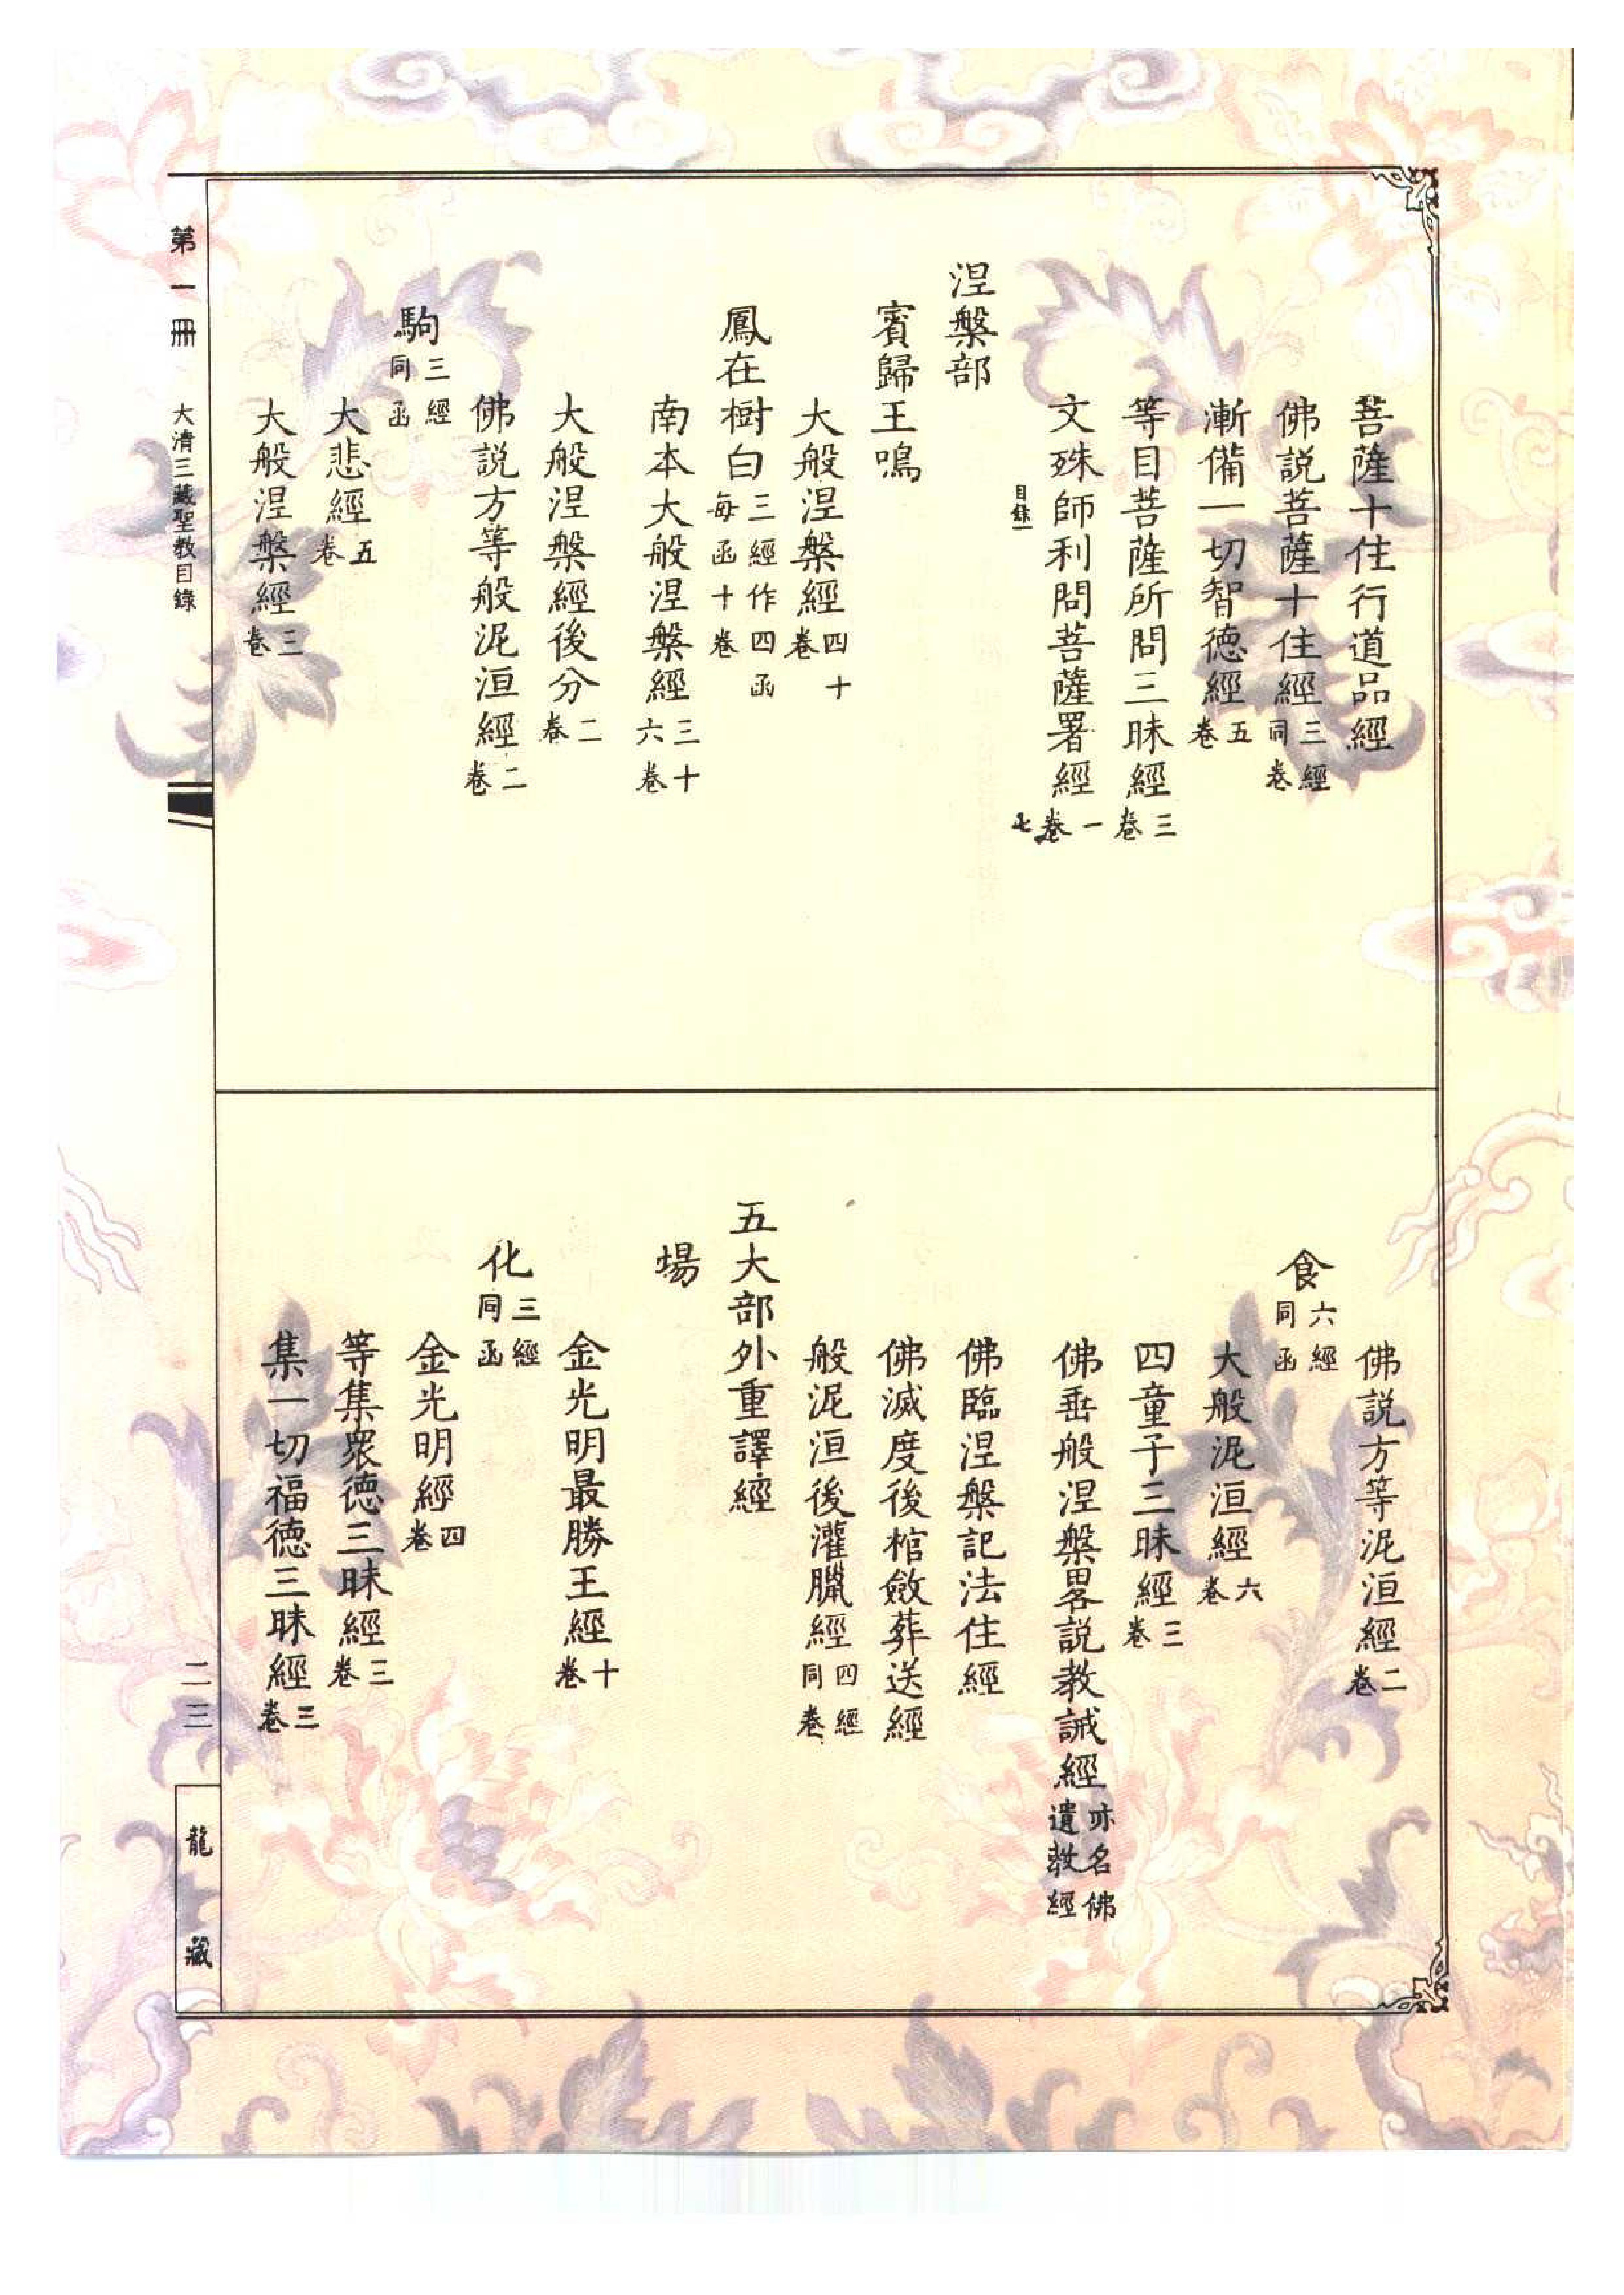 菩薩十住行道品經
佛説菩薩十住經三經同卷
漸備一切智德經五卷
等目菩薩所問三昧經三卷
文殊師利問菩薩署經一卷
目錄一 七
涅槃部
賓歸王鳴
大般涅槃經四十卷
鳳在樹白三經作四函每函十卷
南本大般涅槃經三十六卷
大般涅槃經後分二卷
佛説方等般泥洹經二卷
駒三經同函
大悲經五卷
大般涅槃經三卷
佛説方等泥洹經二卷
食六經同函
大般泥洹經六卷
四童子三昧經三卷
佛垂般涅槃畧説教誡經亦名佛遺教經
佛臨涅槃記法住經
佛滅度後棺斂葬送經
般泥洹後灌臘經四經同卷
五大部外重譯經
場
金光明最勝王經十卷
化三經同函
金光明經四卷
等集衆德三昧經三卷
集一切福德三昧經三卷
第一冊 大清三藏聖教目錄
二三
龍藏